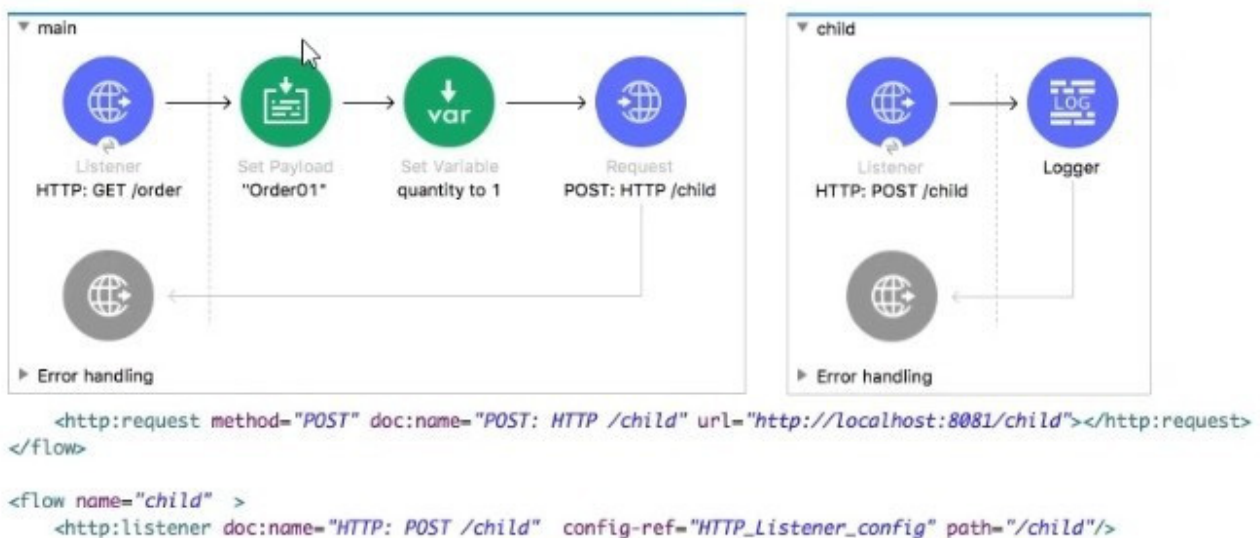 main
child
var
LOG
Listener
Set Payload
Set Variable
Request
Listener
Logger
HTTP: GET /order
"Order01"
quantity to 1
POST: HTTP /child
HTTP: POST /child
Error handling
Error handling
<http:request method="POST" doc:name="POST: HTTP /child" url="http://localhost:8081/child"></http:request>
</flow>
<flow name="child" >
<http:listener doc:name="HTTP: POST /child" config-ref="HTTP_Listener_config" path="/child"/>